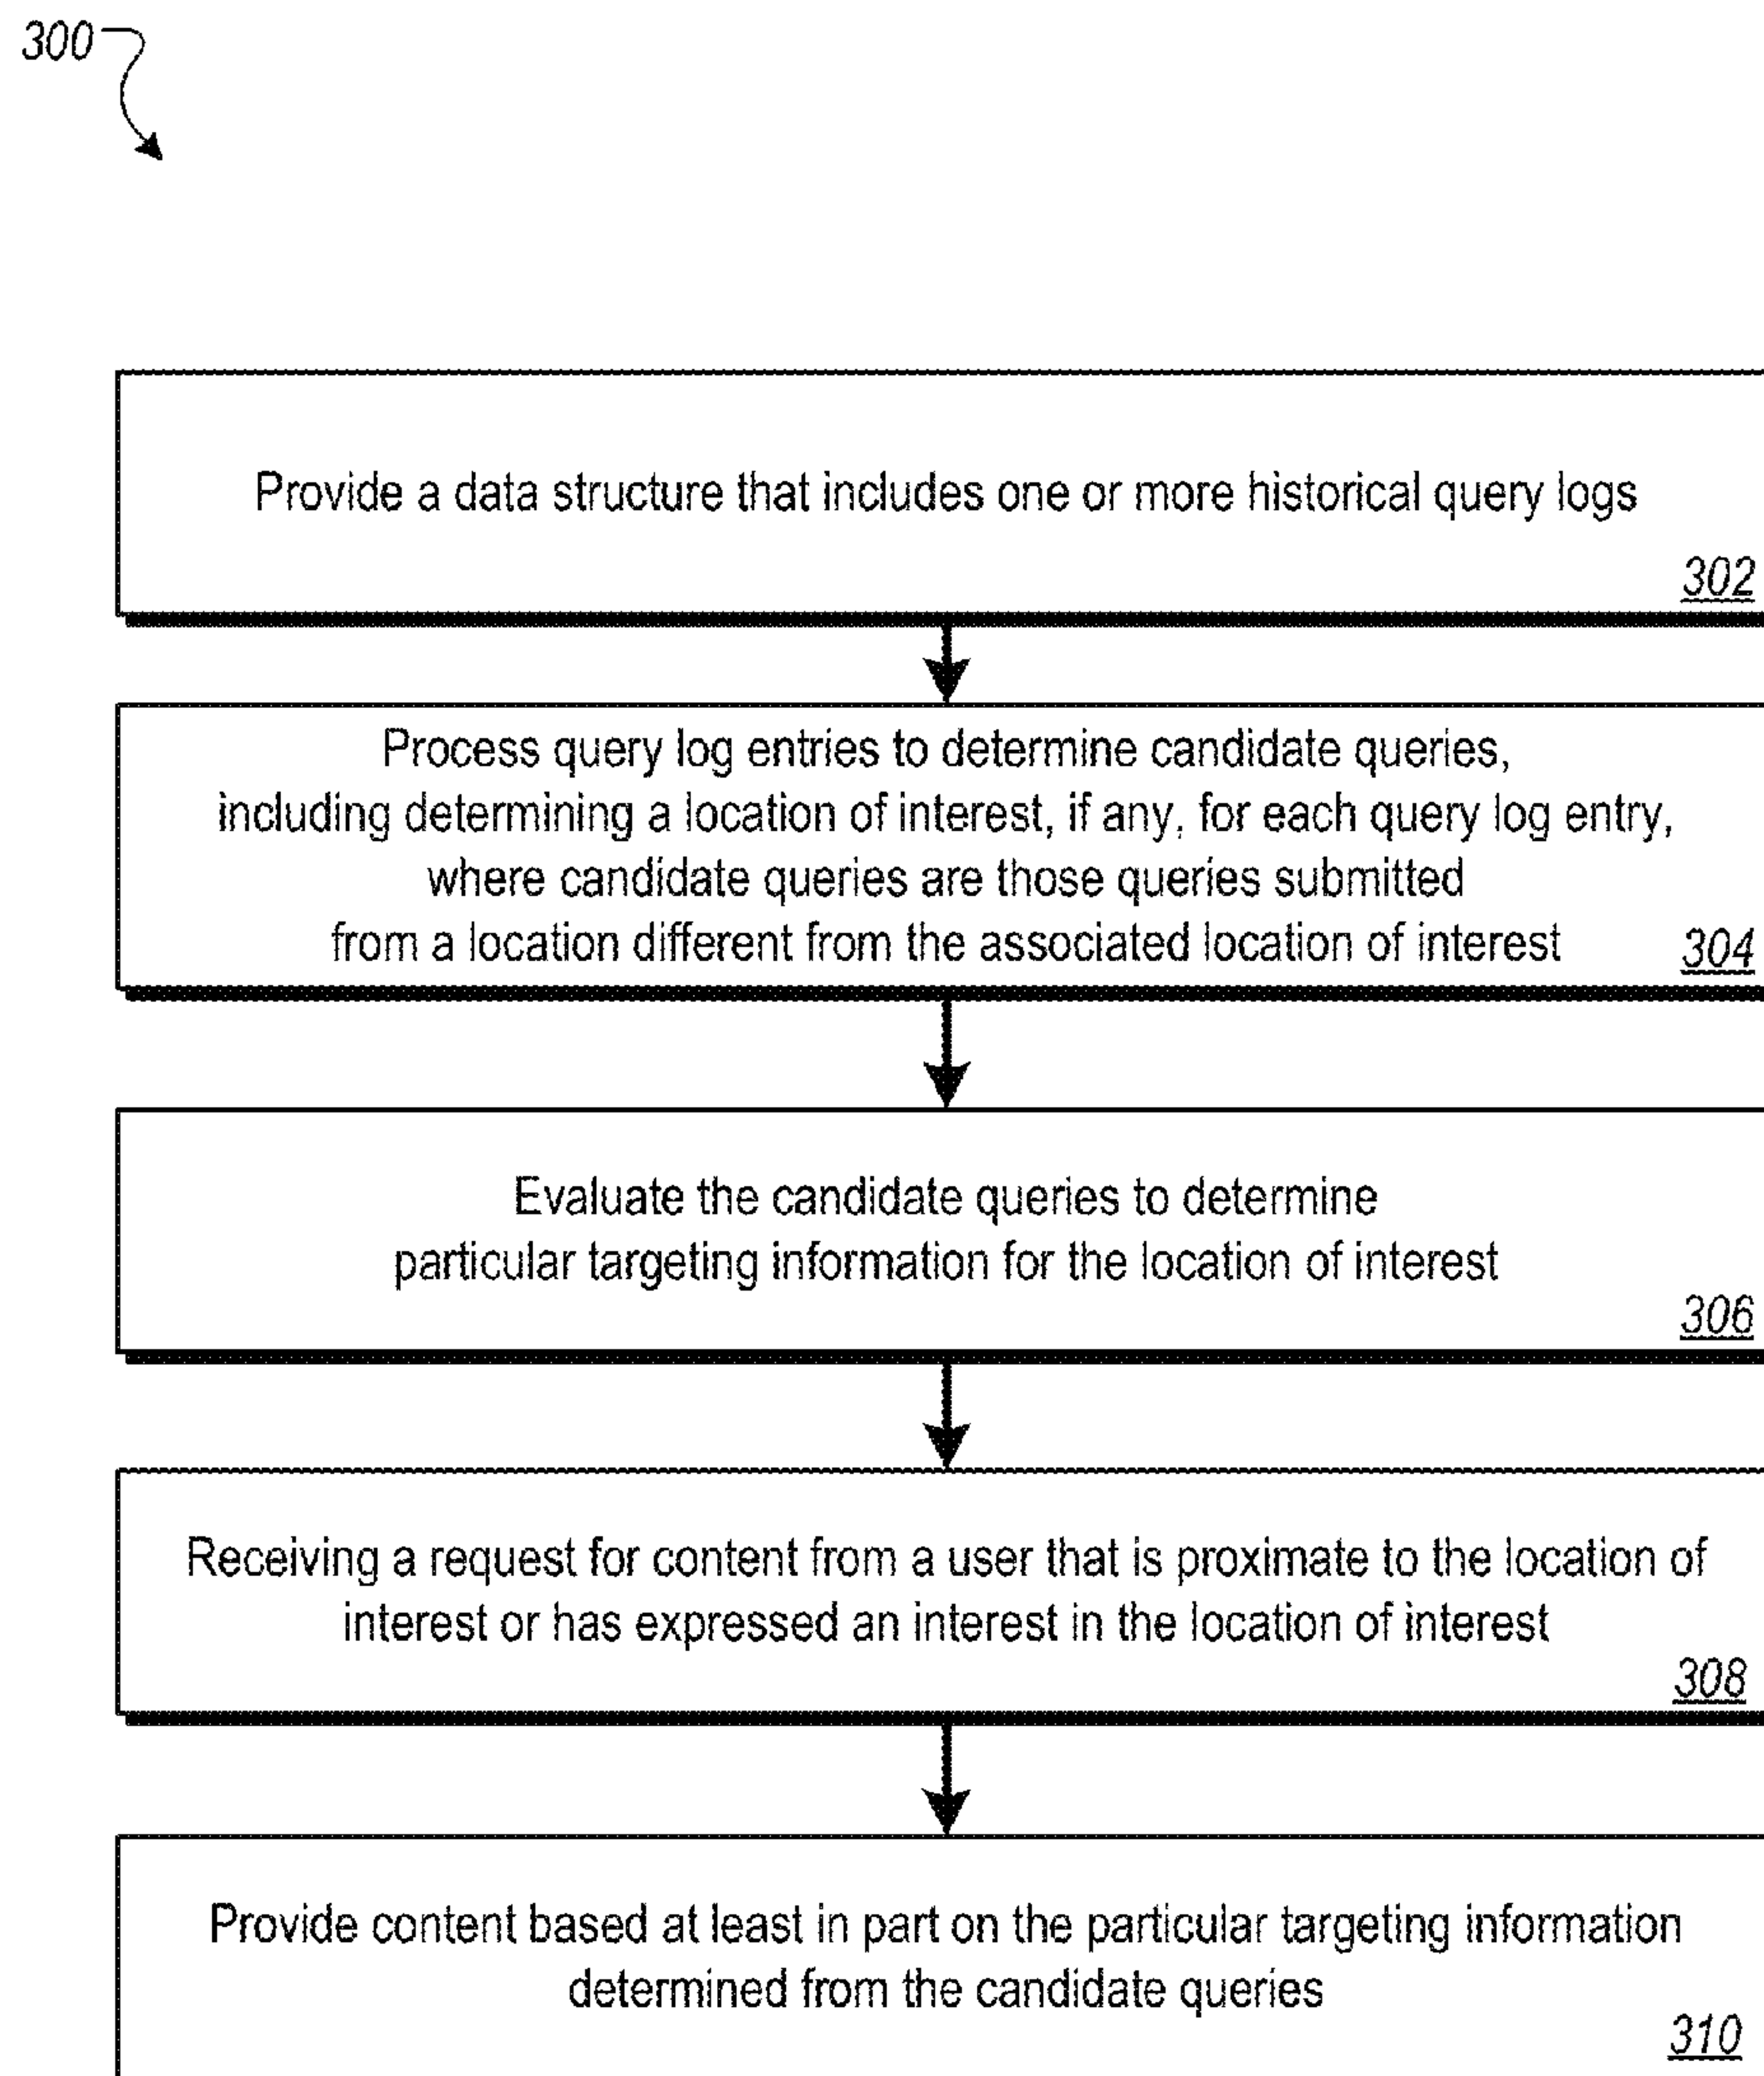 300
Provide a data structure that includes one or more historical query logs
302
Process query log entries to determine candidate queries,
including determining a location of interest, if any, for each query log entry,
where candidate queries are those queries submitted
from a location different from the associated location of interest
304
Evaluate the candidate queries to determine
particular targeting information for the location of interest
306
Receiving a request for content from a user that is proximate to the location of
interest or has expressed an interest in the location of interest
308
Provide content based at least in part on the particular targeting information
determined from the candidate queries
310